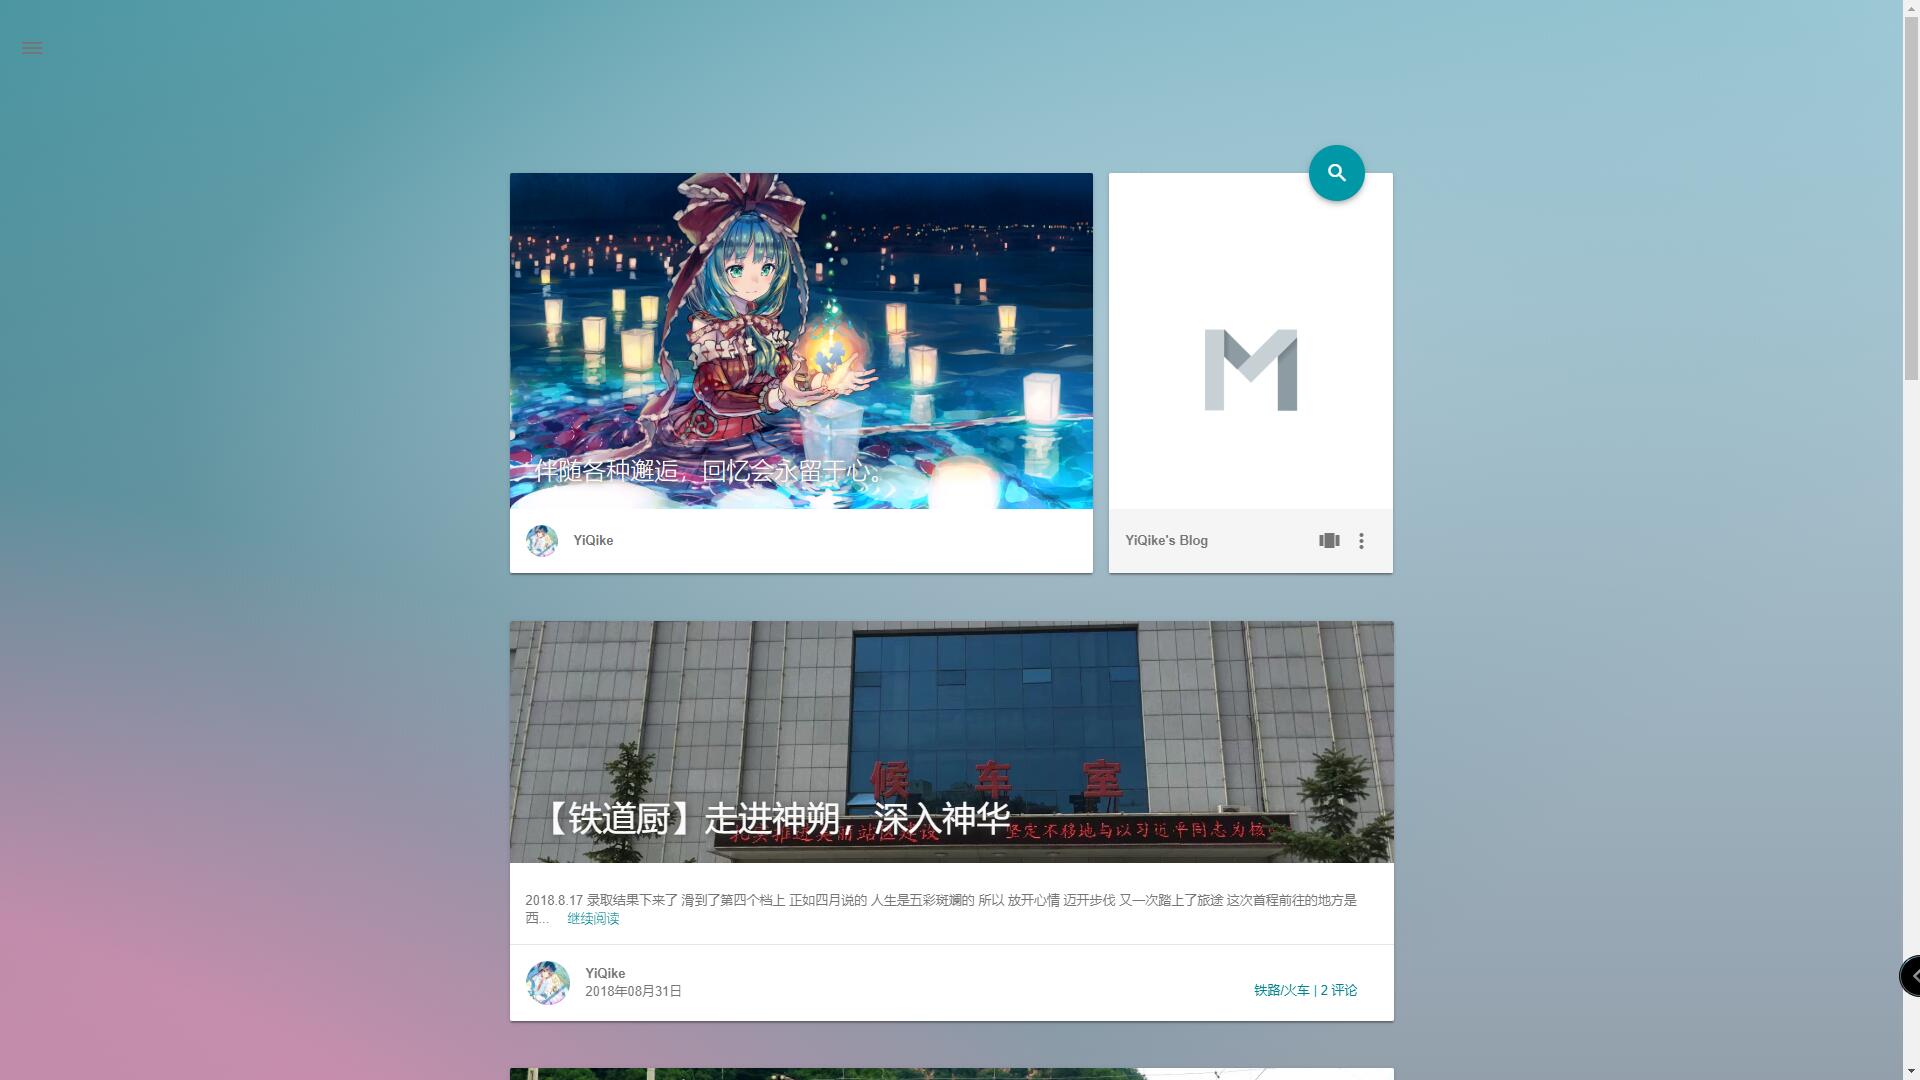 伴随各种邂逅，回忆会永留于心。
YiQike
YiQike's Blog
候车室
【铁道厨】走进神朔，深入神华
坚定不移地与以习近平同志为核
2018.8.17 录取结果下来了 滑到了第四个档上 正如四月说的 人生是五彩斑斓的 所以 放开心情 迈开步伐 又一次踏上了旅途 这次首程前往的地方是
西... 继续阅读
YiQike
2018年08月31日
铁路/火车 | 2 评论